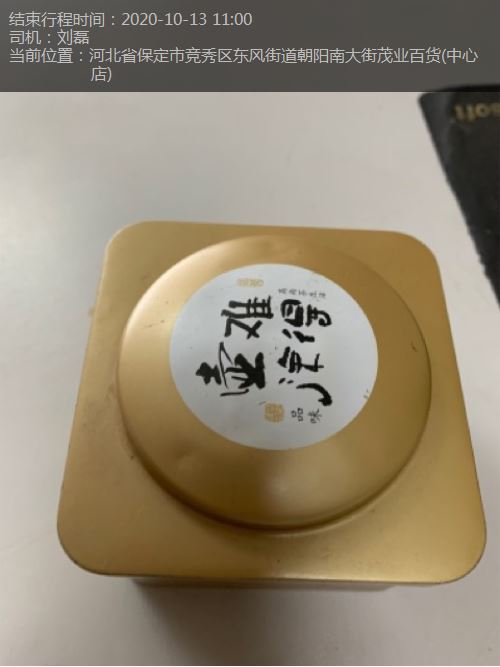 结束行程时间：2020-10-13 11:00
司机：刘磊
当前位置：河北省保定市竞秀区东风街道朝阳南大街茂业百货(中心
店)
soft
难得
壶
品味